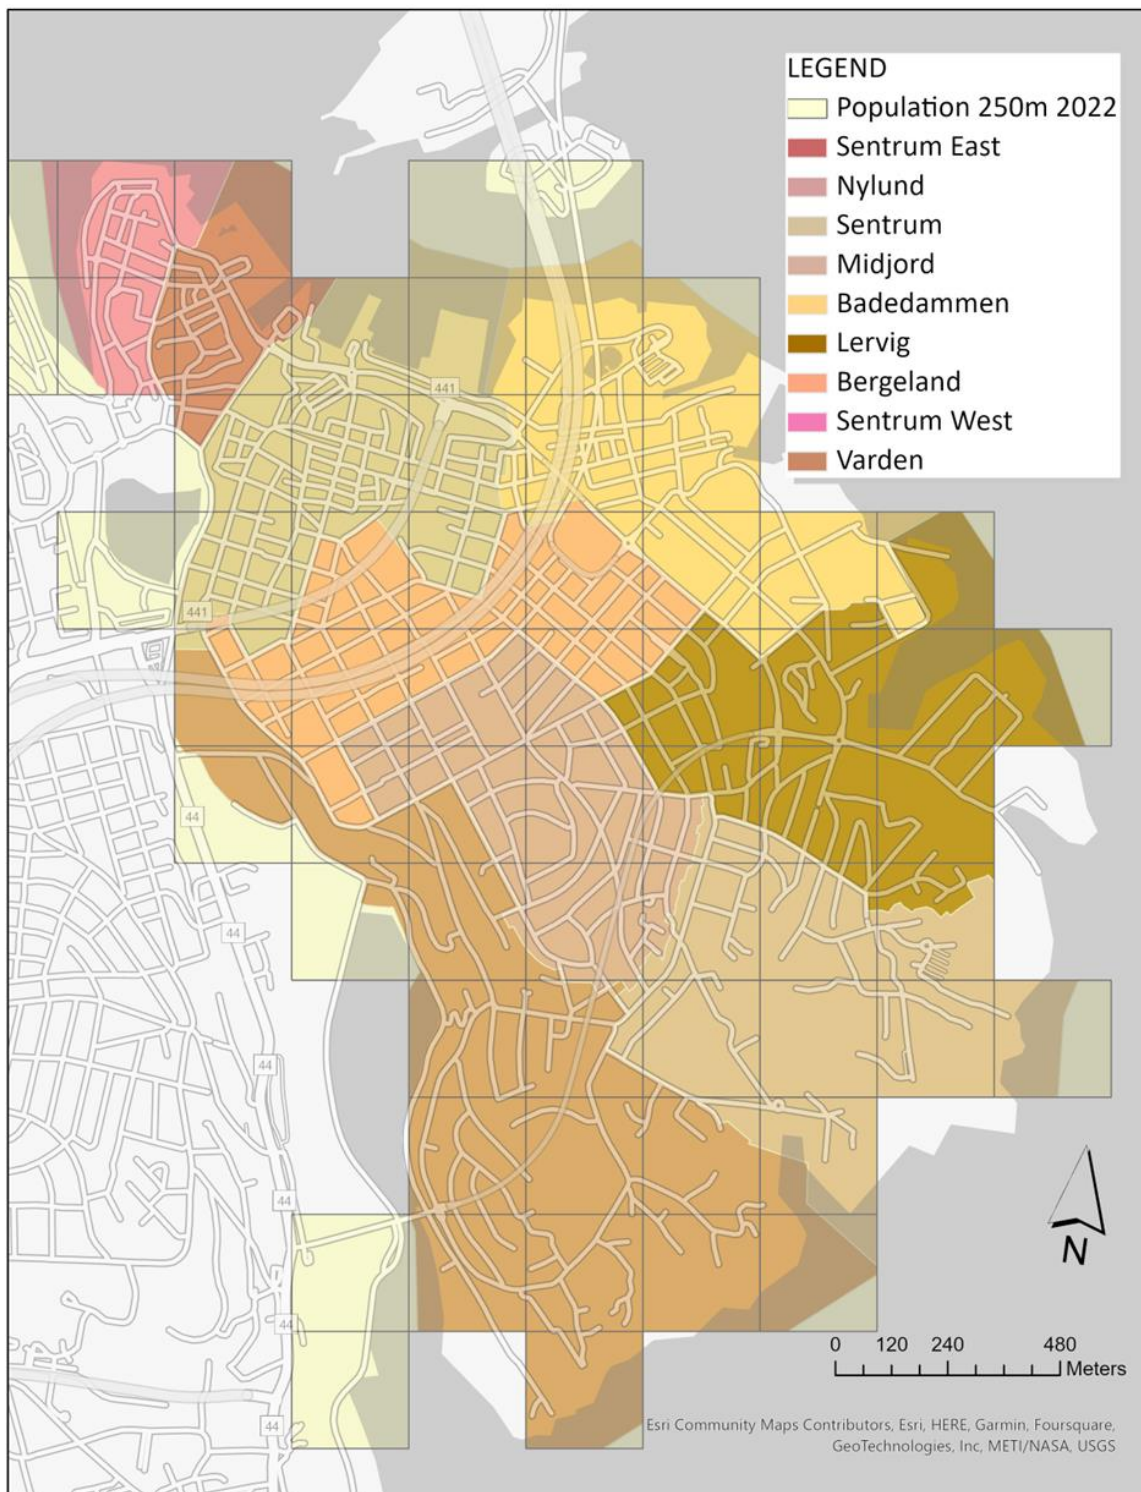 LEGEND
Population 250m 2022
Sentrum East
Nylund
Sentrum
Midjord
Badedammen
Lervig
Bergeland
Sentrum West
Varden
441
441
44
44
44
44
44
44
N
0 120 240 480
Meters
Esri Community Maps Contributors, Esri, HERE, Garmin, Foursquare,
GeoTechnologies, Inc, METI/NASA, USGS